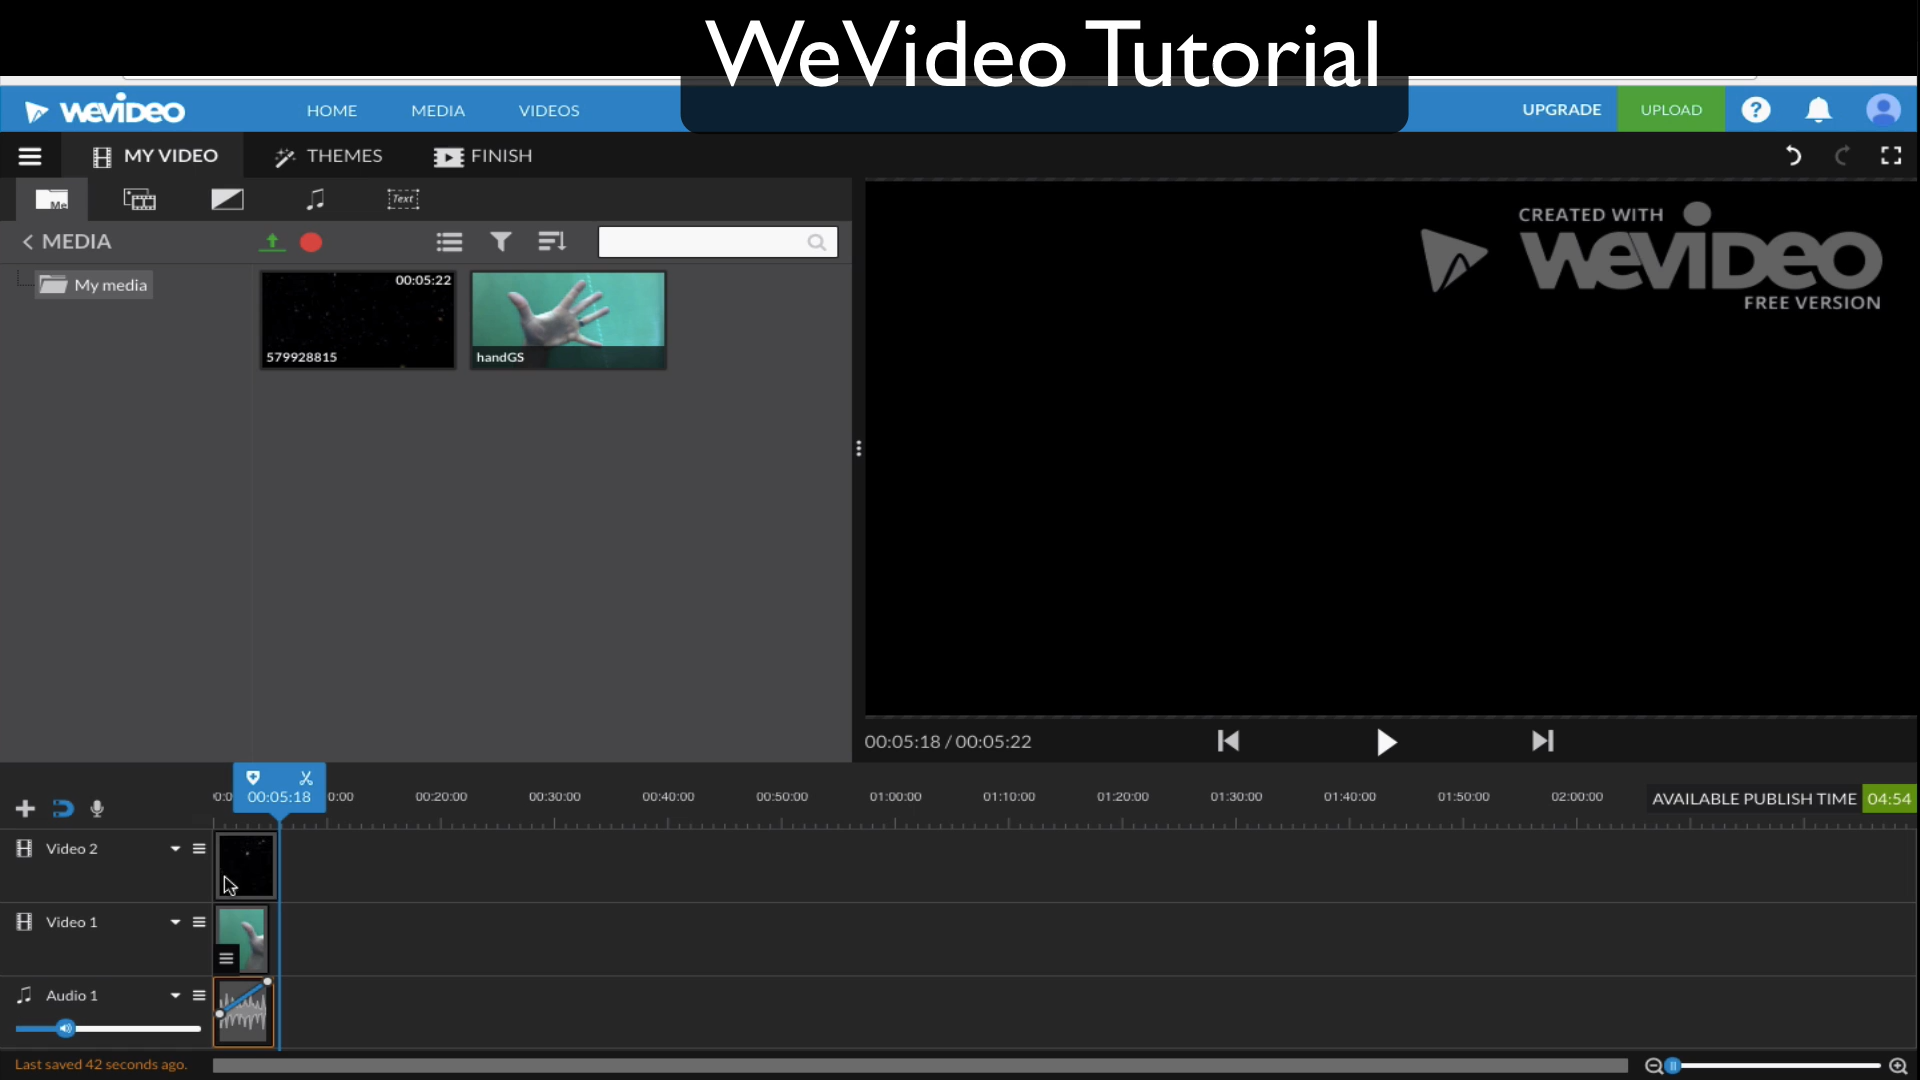 WeVideo Tutorial
WEVIDEO
HOME
MEDIA
VIDEOS
UPGRADE
UPLOAD
?
MY VIDEO
THEMES
FINISH
Me
Text
< MEDIA
My media
00:05:22
579928815
handGS
CREATED WITH
WEVIDEO
FREE VERSION
00:05:18 / 00:05:22
00:05:18
0:00
00:20:00
00:30:00
00:40:00
00:50:00
01:00:00
01:10:00
01:20:00
01:30:00
01:40:00
01:50:00
02:00:00
AVAILABLE PUBLISH TIME 04:54
Video 2
Video 1
Audio 1
Last saved 42 seconds ago.